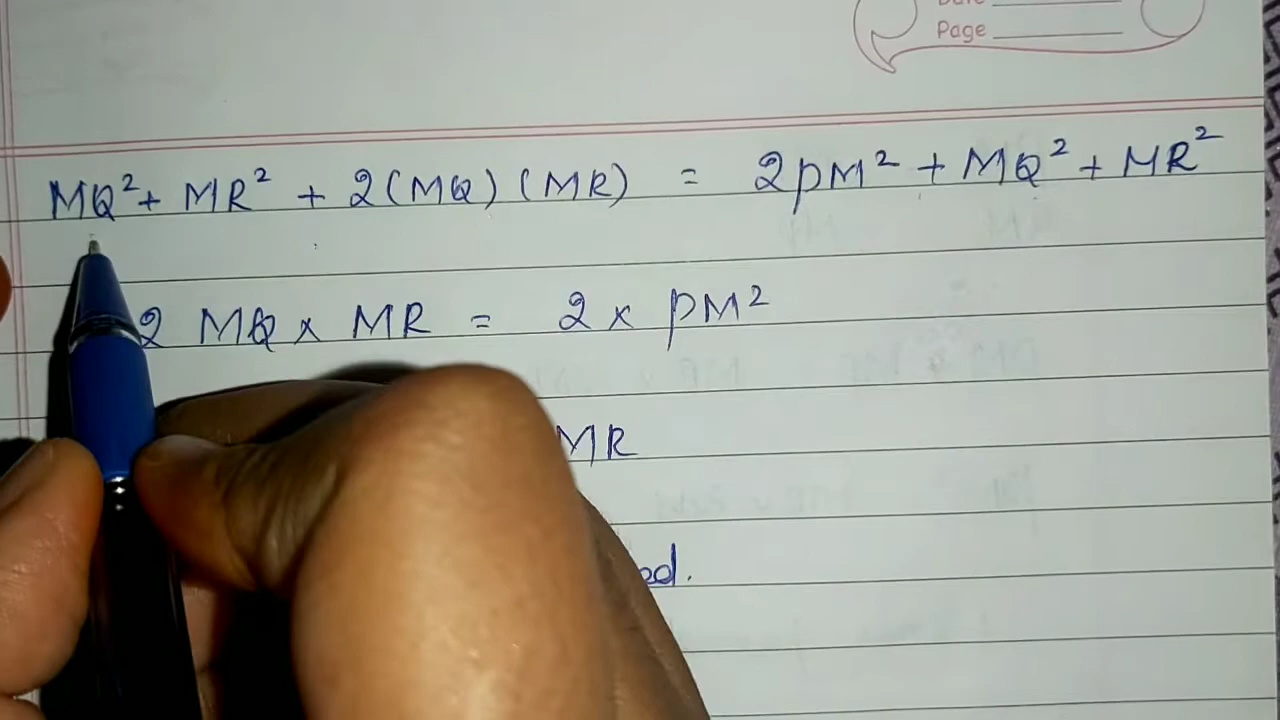 Page
MQ² + MR² + 2(MQ)(MR) = 2PM² + MQ² + MR²
2 MQ × MR = 2 × PM²
MR